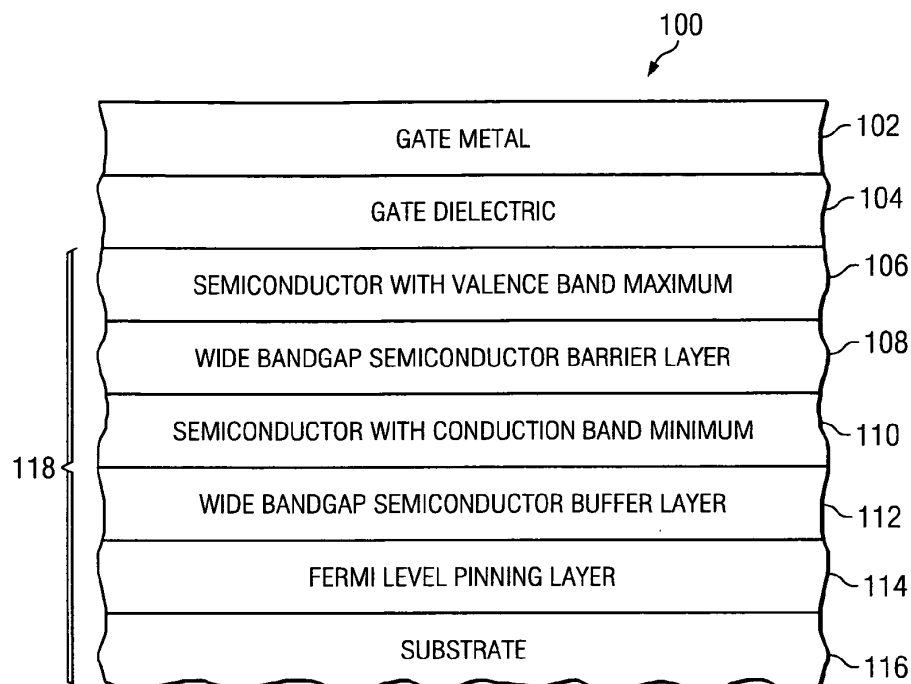 100
GATE METAL 102
GATE DIELECTRIC 104
SEMICONDUCTOR WITH VALENCE BAND MAXIMUM 106
WIDE BANDGAP SEMICONDUCTOR BARRIER LAYER 108
SEMICONDUCTOR WITH CONDUCTION BAND MINIMUM 110
118
WIDE BANDGAP SEMICONDUCTOR BUFFER LAYER 112
FERMI LEVEL PINNING LAYER 114
SUBSTRATE 116